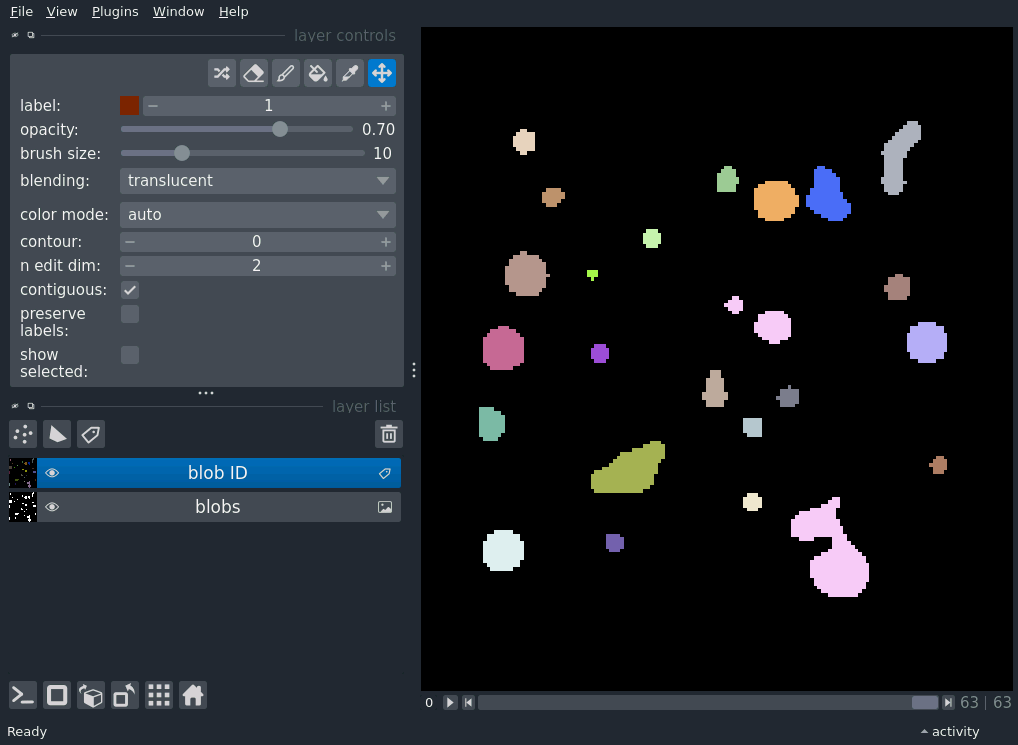 File View Plugins Window Help
layer controls
label: 1
opacity: 0.70
brush size: 10
blending: translucent
color mode: auto
contour: 0
n edit dim: 2
contiguous:
preserve
labels:
show
selected:
layer list
blob ID
blobs
0 63 | 63
Ready activity